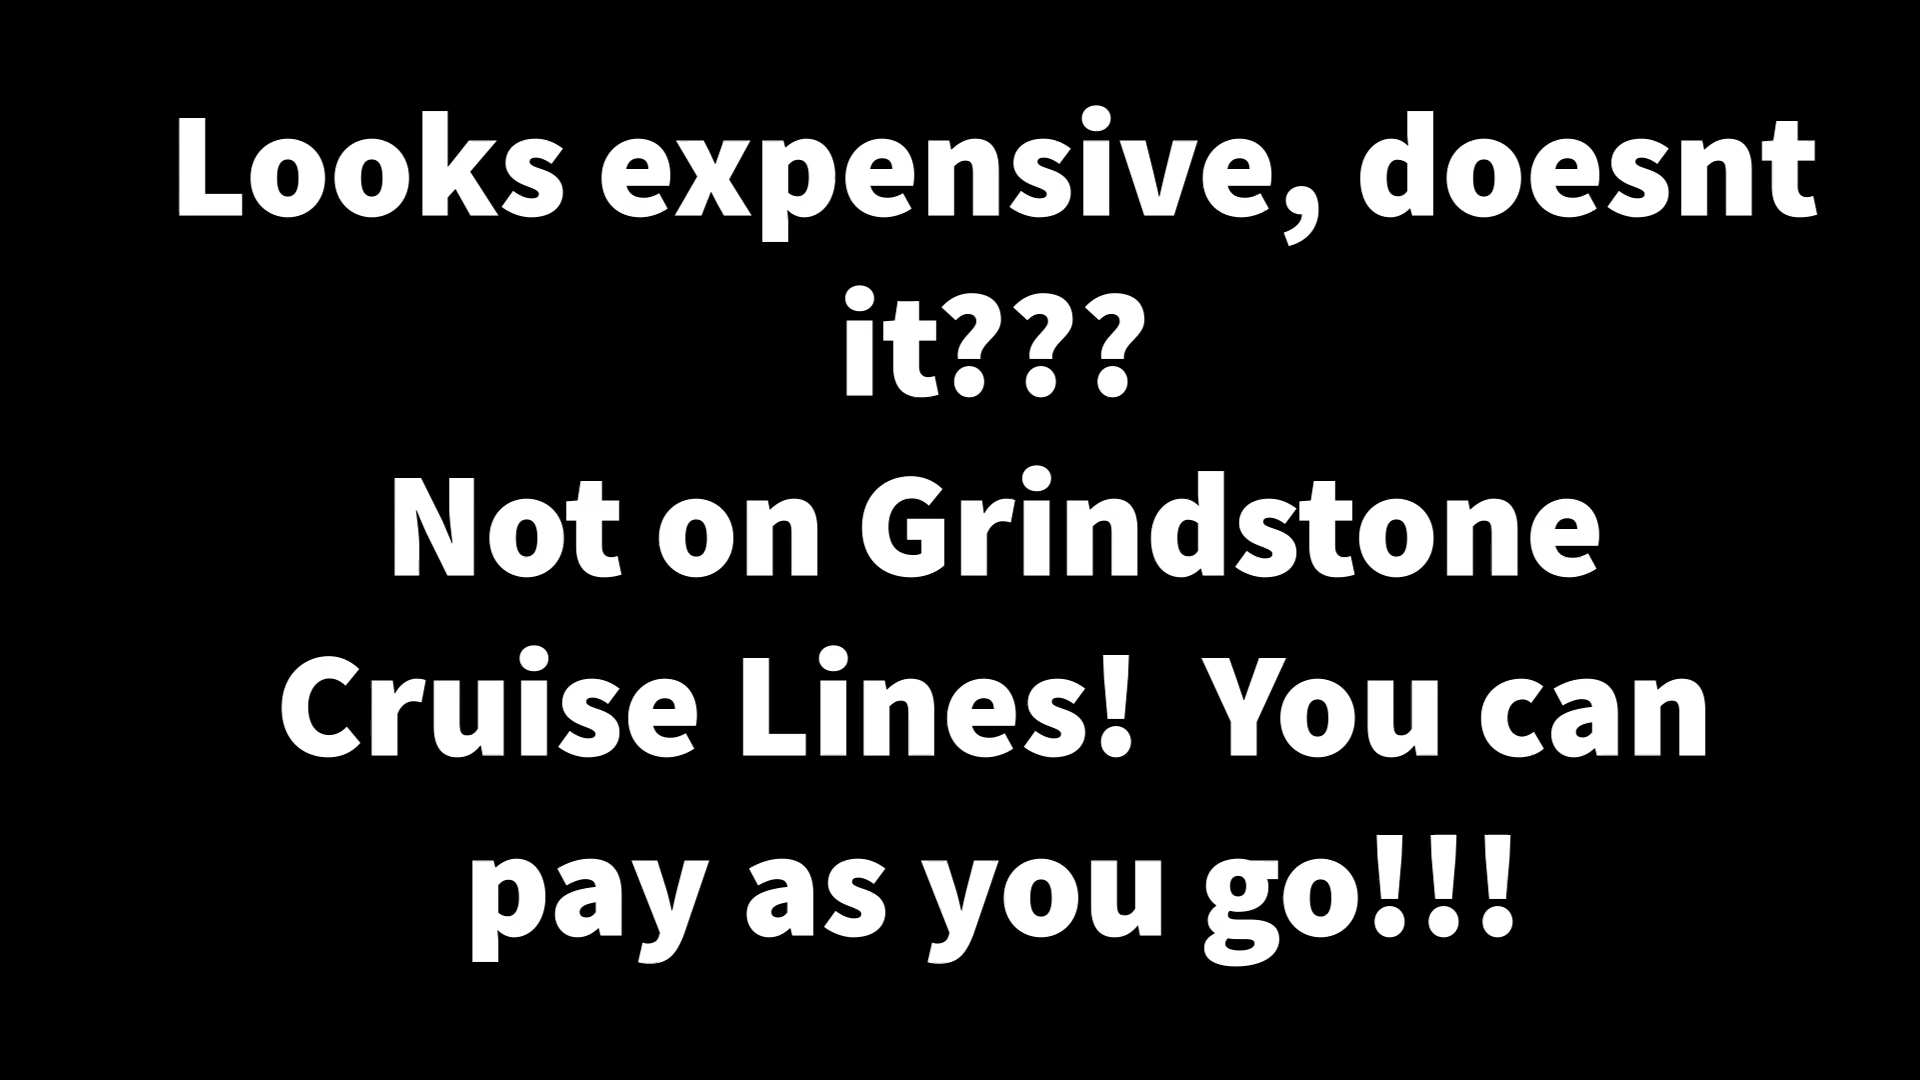 Looks expensive, doesnt
it???
Not on Grindstone
Cruise Lines!  You can
pay as you go!!!